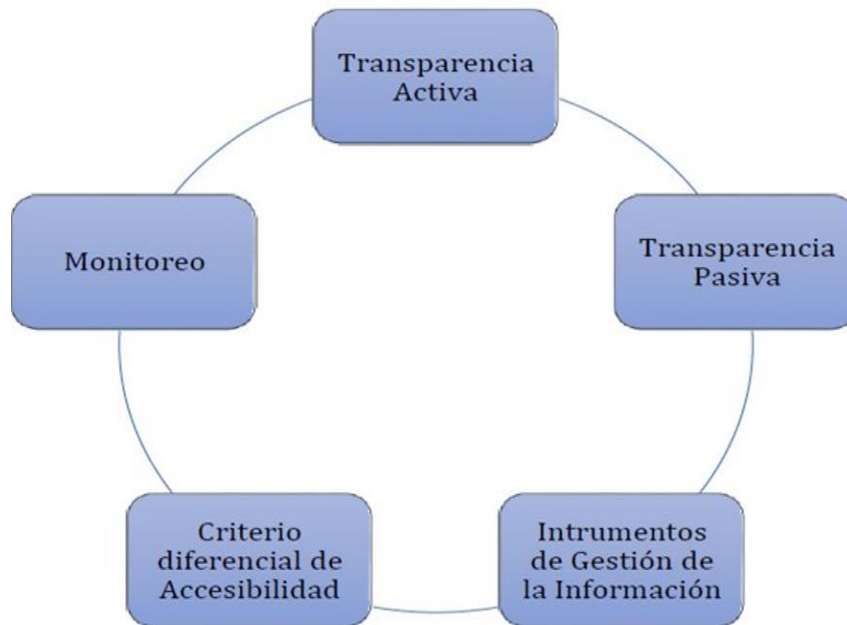 Transparencia
Activa
Transparencia
Pasiva
Intrumentos
de Gestión de
la Información
Criterio
diferencial de
Accesibilidad
Monitoreo